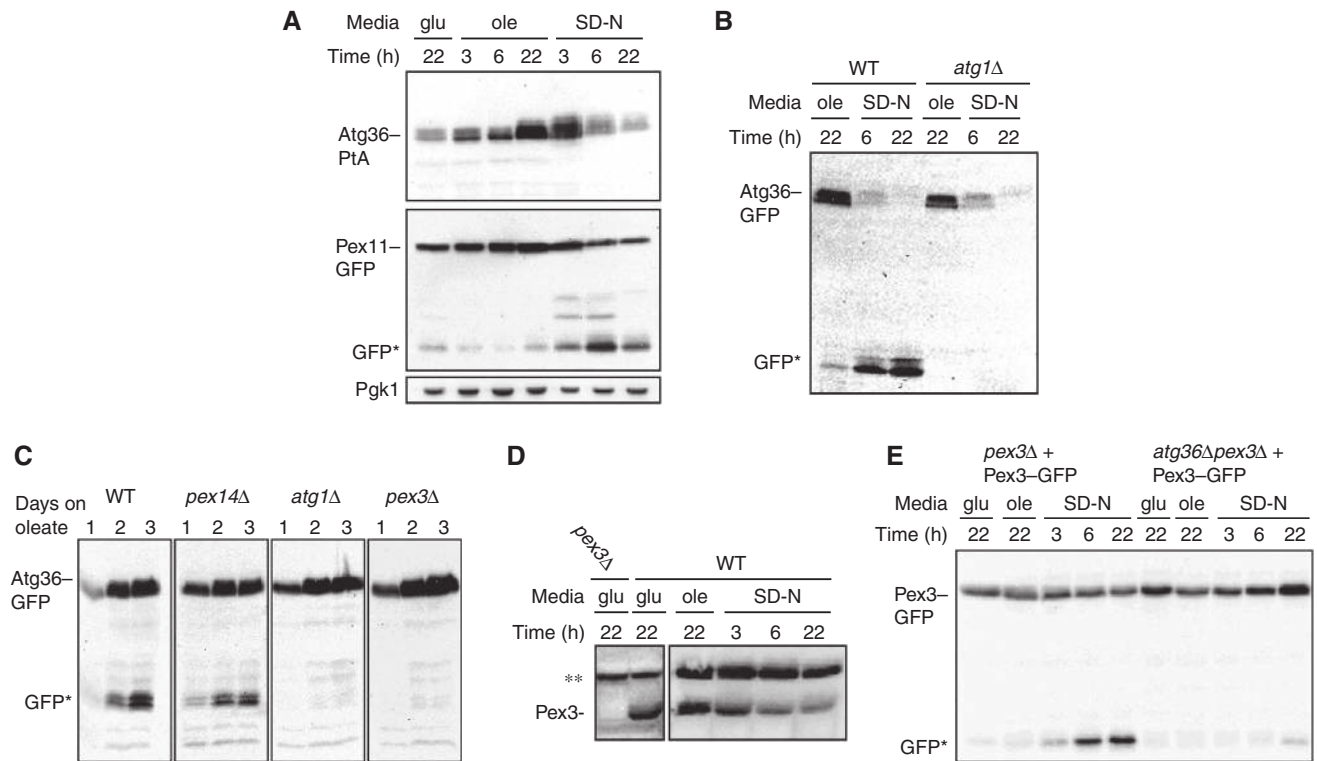 A
Media glu ole SD-N
Time (h) 22 3 6 22 3 6 22
Atg36–
PtA
Pex11–
GFP
GFP*
Pgk1
B
WT atg1Δ
Media ole SD-N ole SD-N
Time (h) 22 6 22 22 6 22
Atg36–
GFP
GFP*
C
Days on
oleate
WT pex14Δ atg1Δ pex3Δ
1 2 3 1 2 3 1 2 3 1 2 3
Atg36–
GFP
GFP*
D
pex3Δ WT
Media glu glu ole SD-N
Time (h) 22 22 22 3 6 22
**
Pex3-
E
pex3Δ +
Pex3–GFP
atg36Δpex3Δ +
Pex3–GFP
Media glu ole SD-N glu ole SD-N
Time (h) 22 22 3 6 22 22 22 3 6 22
Pex3–
GFP
GFP*